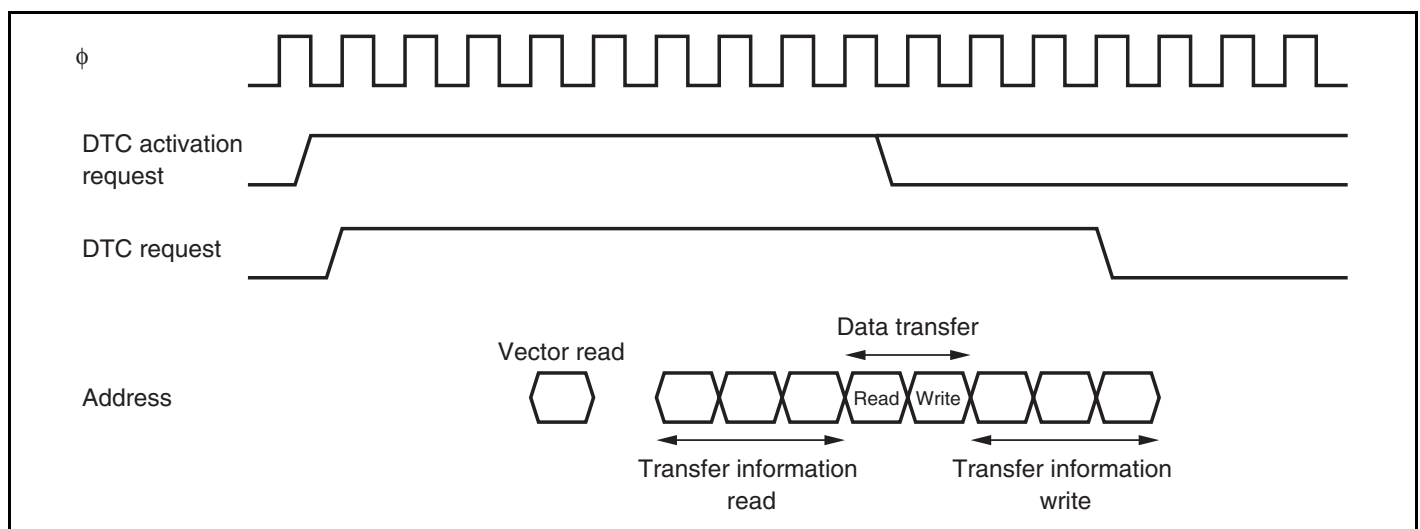 ϕ
DTC activation
request
DTC request
Data transfer
Vector read
Address
Read
Write
Transfer information
read
Transfer information
write